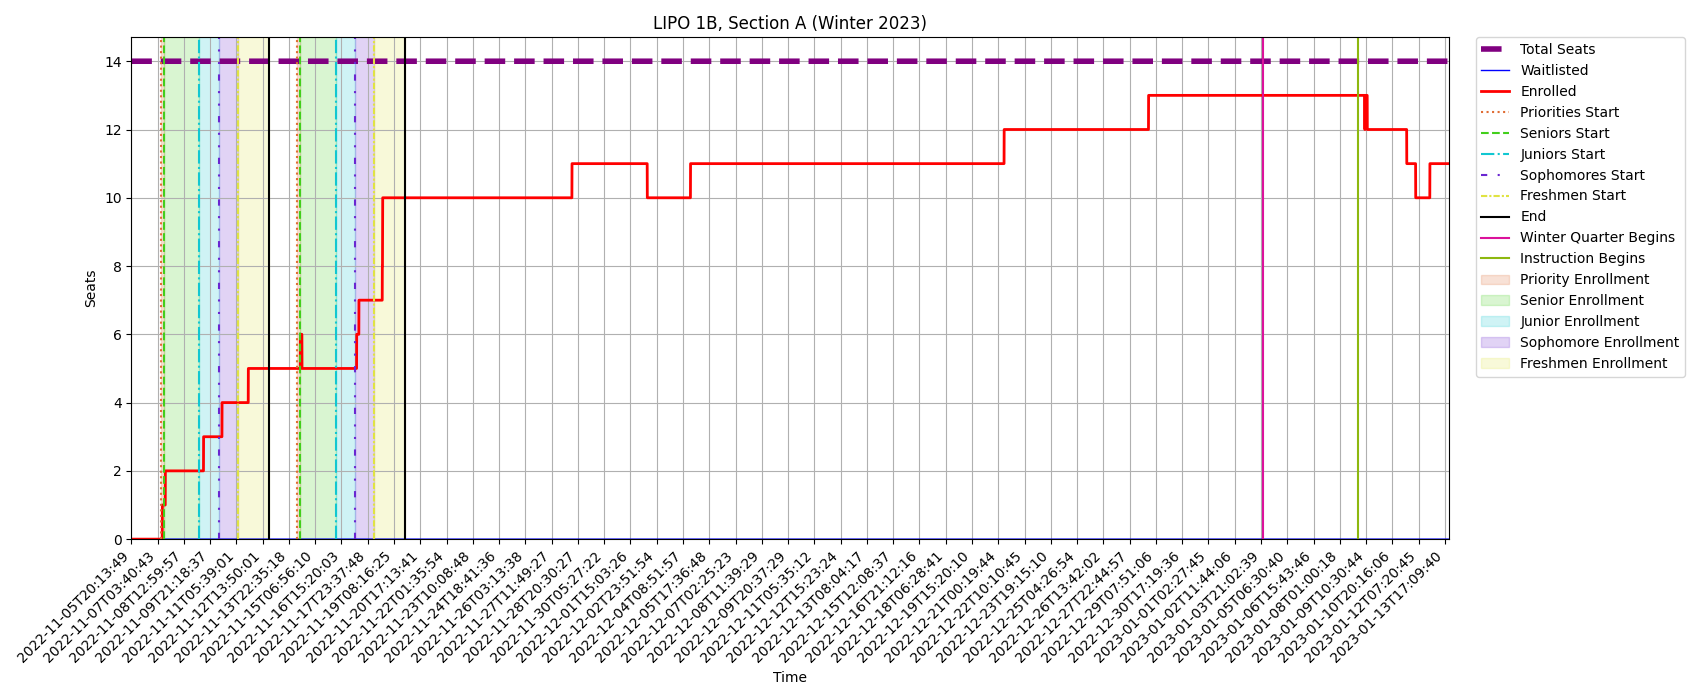 LIPO 1B, Section A (Winter 2023)
Seats
14
12
10
8
6
4
2
0
2022-11-05T20:13:49
2022-11-07T03:40:43
2022-11-08T12:59:57
2022-11-09T21:18:37
2022-11-11T05:39:01
2022-11-12T13:50:01
2022-11-13T22:35:18
2022-11-15T06:56:10
2022-11-16T15:20:03
2022-11-17T23:37:48
2022-11-19T08:16:25
2022-11-20T17:13:41
2022-11-22T01:35:54
2022-11-23T10:08:48
2022-11-24T18:41:36
2022-11-26T03:13:38
2022-11-27T11:49:27
2022-11-28T20:30:27
2022-11-30T05:27:22
2022-12-01T15:03:26
2022-12-02T23:51:54
2022-12-04T08:51:57
2022-12-05T17:36:48
2022-12-07T02:25:23
2022-12-08T11:39:29
2022-12-09T20:37:29
2022-12-11T05:35:12
2022-12-12T15:23:24
2022-12-13T08:04:17
2022-12-15T12:08:37
2022-12-16T21:12:16
2022-12-18T06:28:41
2022-12-19T15:20:10
2022-12-21T00:19:44
2022-12-22T10:10:45
2022-12-23T19:15:10
2022-12-25T04:26:54
2022-12-26T13:42:02
2022-12-27T22:44:57
2022-12-29T07:51:06
2022-12-30T17:19:36
2023-01-01T02:27:45
2023-01-02T11:44:06
2023-01-03T21:02:39
2023-01-05T06:30:40
2023-01-06T15:43:46
2023-01-08T01:00:18
2023-01-09T10:30:44
2023-01-10T20:16:06
2023-01-12T07:20:45
2023-01-13T17:09:40
Time
Total Seats
Waitlisted
Enrolled
Priorities Start
Seniors Start
Juniors Start
Sophomores Start
Freshmen Start
End
Winter Quarter Begins
Instruction Begins
Priority Enrollment
Senior Enrollment
Junior Enrollment
Sophomore Enrollment
Freshmen Enrollment